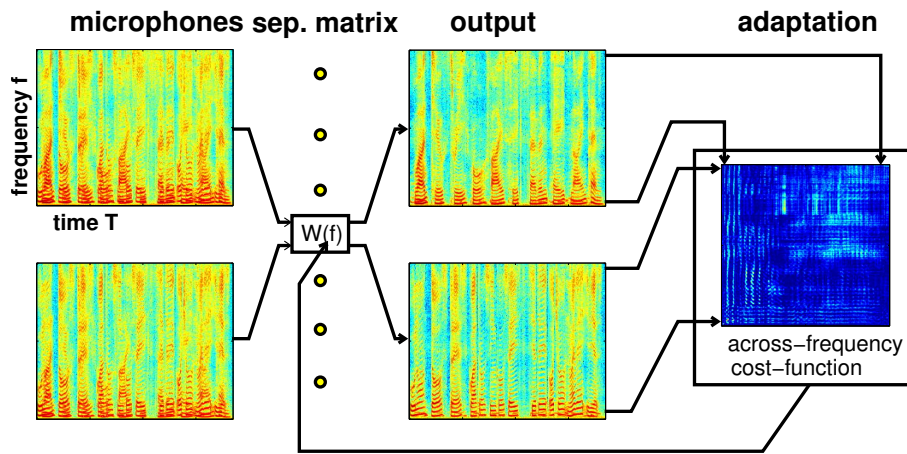 microphones sep. matrix output adaptation
frequency f
time T
W(f)
across−frequency
cost−function